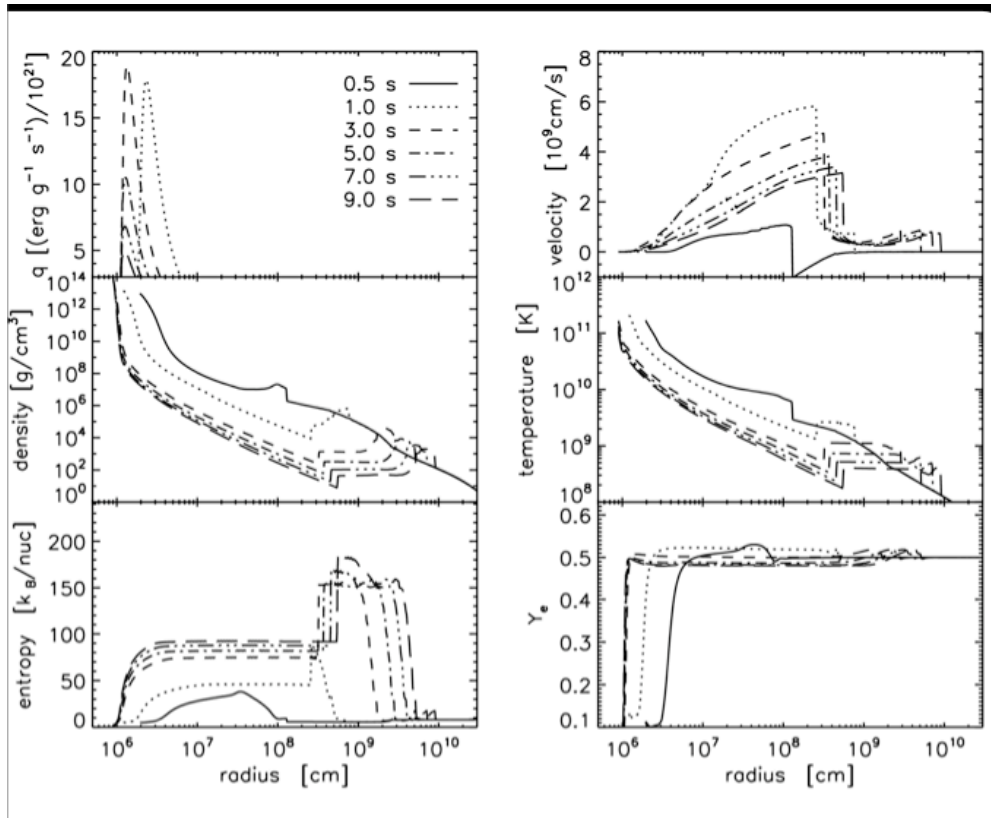 q [(erg g⁻¹ s⁻¹)/10²¹]
20
15
10
5
0.5 s
1.0 s
3.0 s
5.0 s
7.0 s
9.0 s
velocity [10⁹cm/s]
8
6
4
2
0
density [g/cm³]
10¹⁴
10¹²
10¹⁰
10⁸
10⁶
10⁴
10²
10⁰
temperature [K]
10¹²
10¹¹
10¹⁰
10⁹
10⁸
entropy [k_B/nuc]
200
150
100
50
0
Y_e
0.6
0.5
0.4
0.3
0.2
0.1
10⁶ 10⁷ 10⁸ 10⁹ 10¹⁰
radius [cm]
10⁶ 10⁷ 10⁸ 10⁹ 10¹⁰
radius [cm]